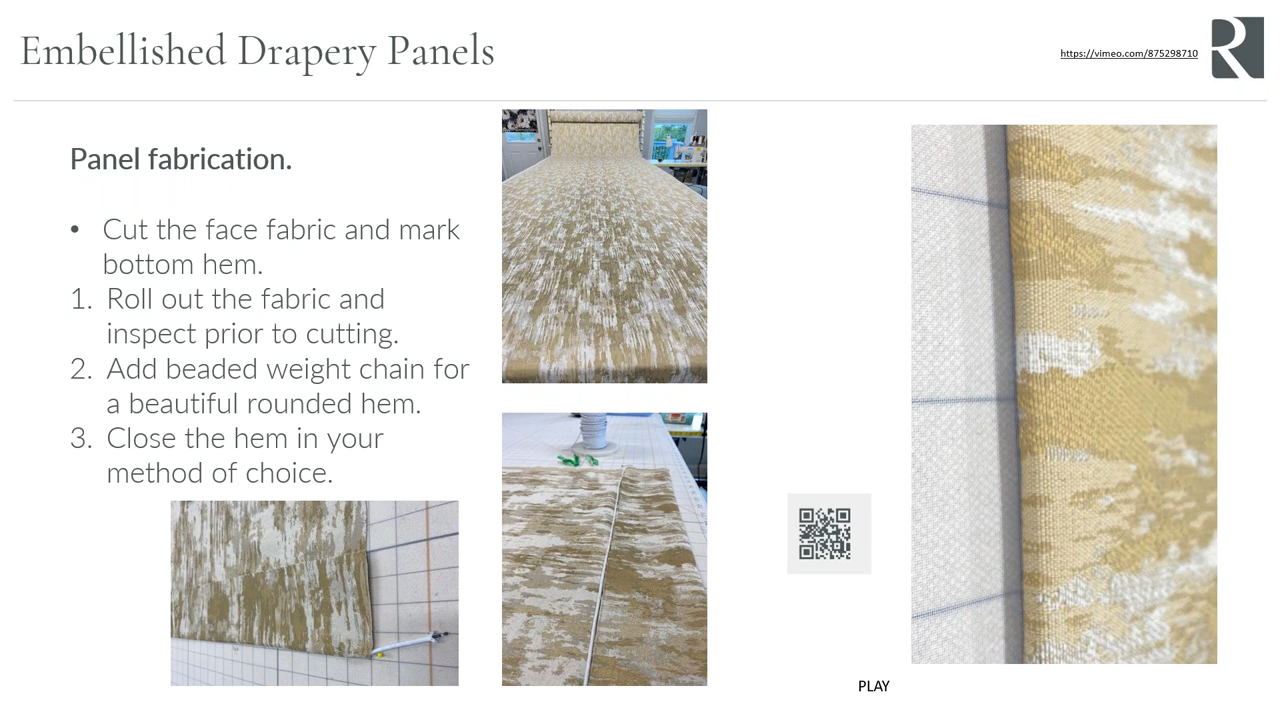 Embellished Drapery Panels
https://vimeo.com/875298710
R
Panel fabrication.
• Cut the face fabric and mark
bottom hem.
1. Roll out the fabric and
inspect prior to cutting.
2. Add beaded weight chain for
a beautiful rounded hem.
3. Close the hem in your
method of choice.
PLAY